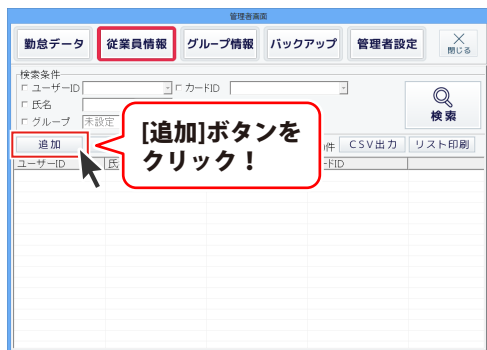 管理者画面
勤怠データ 従業員情報 グループ情報 バックアップ 管理者設定 閉じる
検索条件
ユーザーID カードID
氏名
グループ 未設定
検索
追加 件 CSV出力 リスト印刷
[追加]ボタンを
クリック！
ユーザーID 氏 ードID